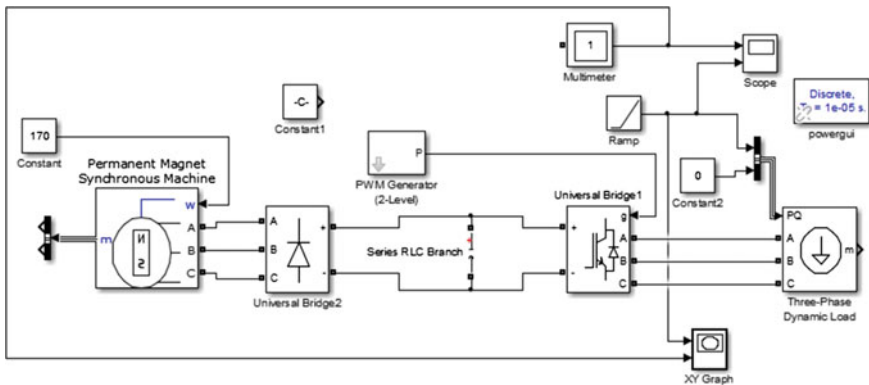 1
Multimeter
Scope
Discrete,
= 1e-05 s.
powergui
-C-
Constant1
Ramp
170
Constant
P
PWM Generator
(2-Level)
0
Constant2
Permanent Magnet
Synchronous Machine
w
m
A
B
C
N
S
A
B
C
+
-
Universal Bridge2
Series RLC Branch
Universal Bridge1
g
+
-
A
B
C
PQ
A
B
C
m
Three-Phase
Dynamic Load
XY Graph